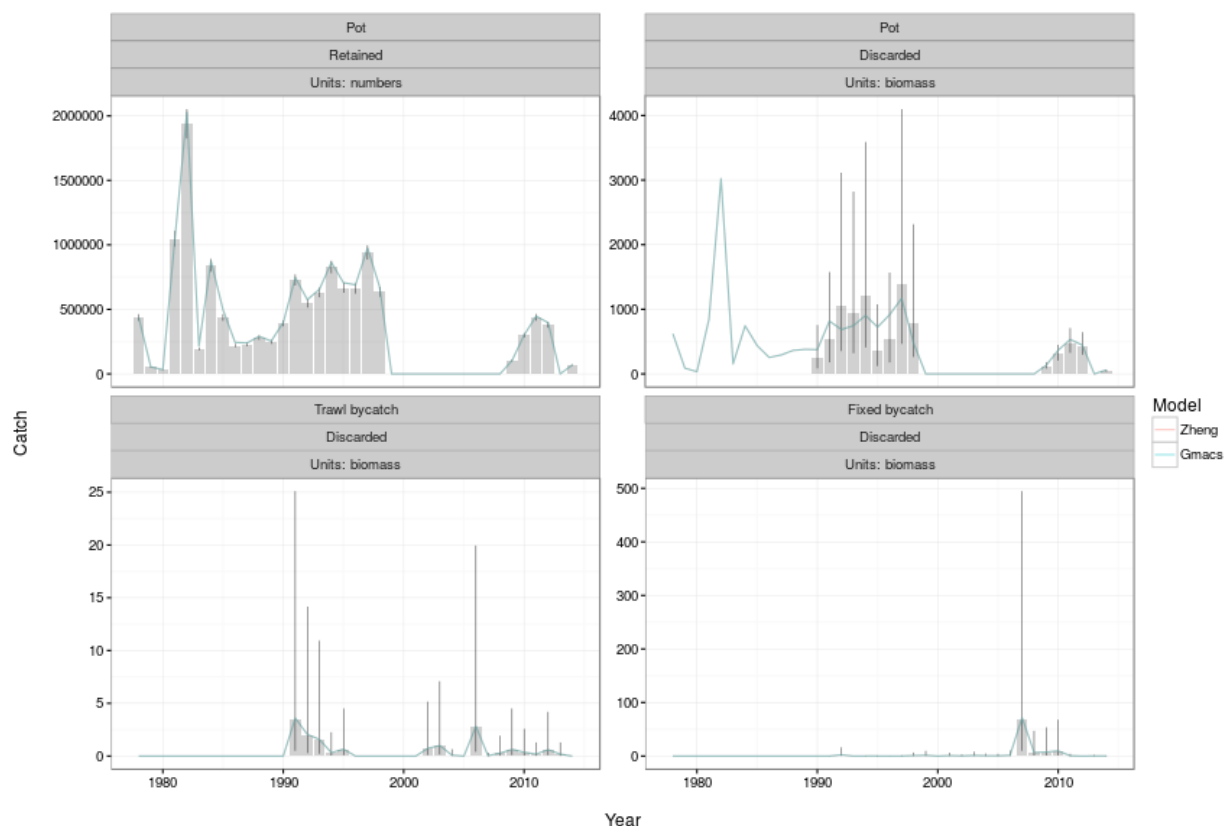 Pot
Retained
Units: numbers
2000000
1500000
1000000
500000
0
Pot
Discarded
Units: biomass
4000
3000
2000
1000
0
Catch
Trawl bycatch
Discarded
Units: biomass
25
20
15
10
5
0
1980
1990
2000
2010
Fixed bycatch
Discarded
Units: biomass
500
400
300
200
100
0
1980
1990
2000
2010
Model
Zheng
Gmacs
Year